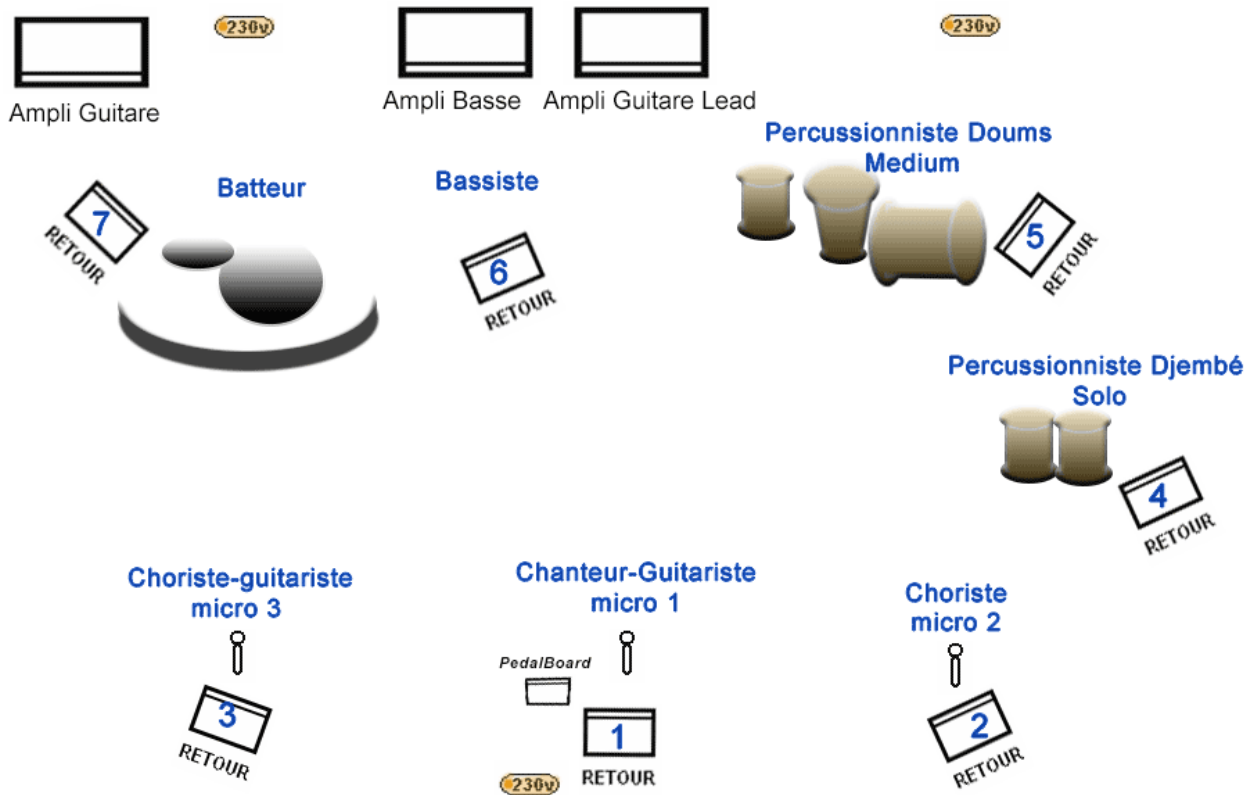 230v
230v
Ampli Guitare
Ampli Basse
Ampli Guitare Lead
Percussionniste Doums
Medium
Batteur
Bassiste
7
RETOUR
6
RETOUR
5
RETOUR
Percussionniste Djembé
Solo
4
RETOUR
Choriste-guitariste
micro 3
Chanteur-Guitariste
micro 1
Choriste
micro 2
PedalBoard
3
RETOUR
1
RETOUR
2
RETOUR
230v